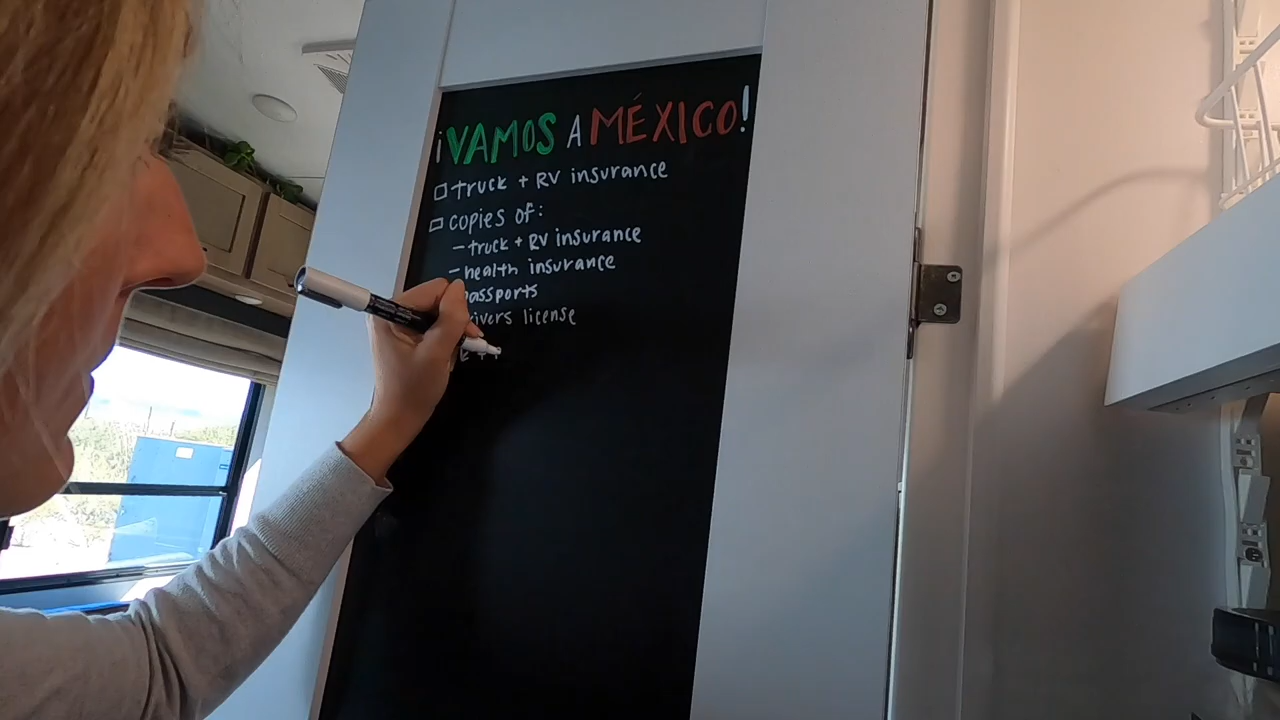 ¡VAMOS A MÉXICO!
truck + RV insurance
copies of:
- truck + RV insurance
- health insurance
passports
license